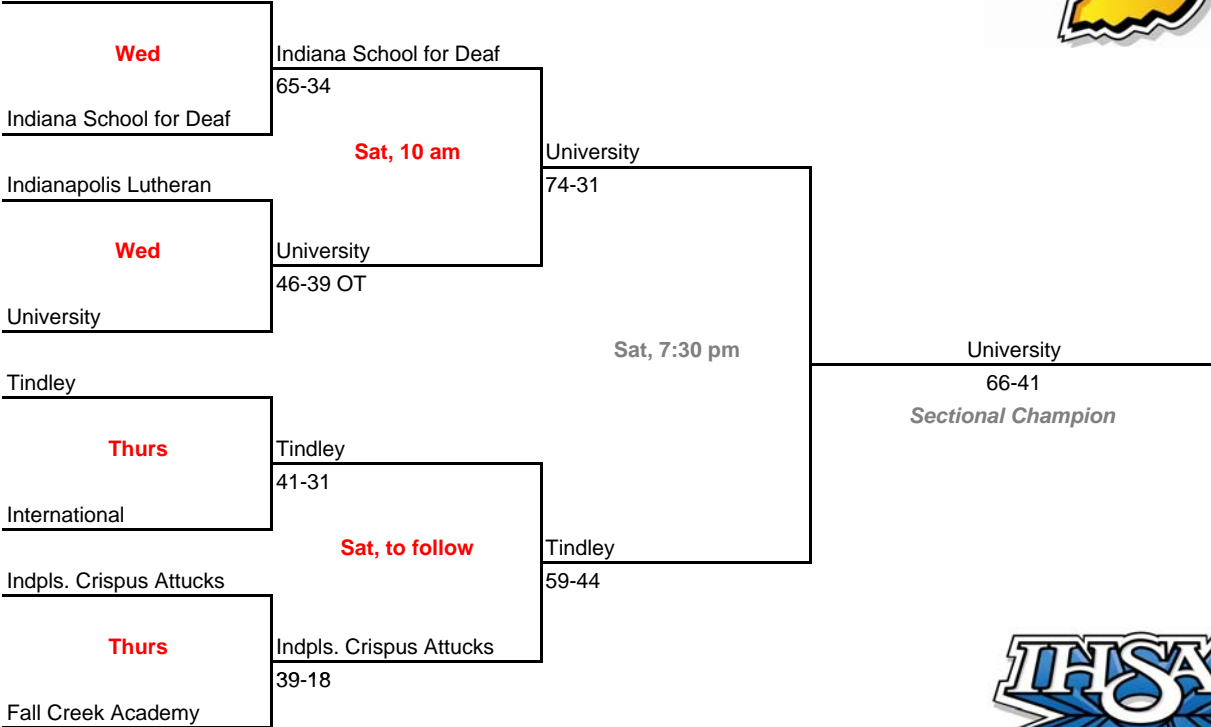 Wed
Indiana School for Deaf
65-34
Indiana School for Deaf
Sat, 10 am
University
74-31
Indianapolis Lutheran
Wed
University
46-39 OT
University
Sat, 7:30 pm
University
66-41
Sectional Champion
Tindley
Thurs
Tindley
41-31
International
Sat, to follow
Tindley
59-44
Indpls. Crispus Attucks
Thurs
Indpls. Crispus Attucks
39-18
Fall Creek Academy
IHSA